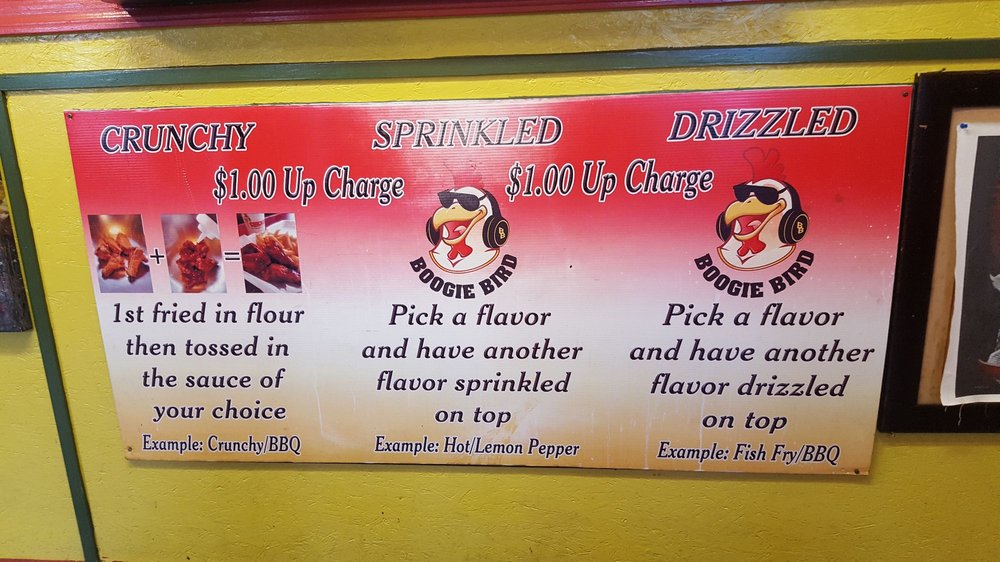 CRUNCHY
SPRINKLED
DRIZZLED
$1.00 Up Charge
$1.00 Up Charge
+
=
BOOGIE BIRD
BOOGIE BIRD
1st fried in flour
then tossed in
the sauce of
your choice
Example: Crunchy/BBQ
Pick a flavor
and have another
flavor sprinkled
on top
Example: Hot/Lemon Pepper
Pick a flavor
and have another
flavor drizzled
on top
Example: Fish Fry/BBQ